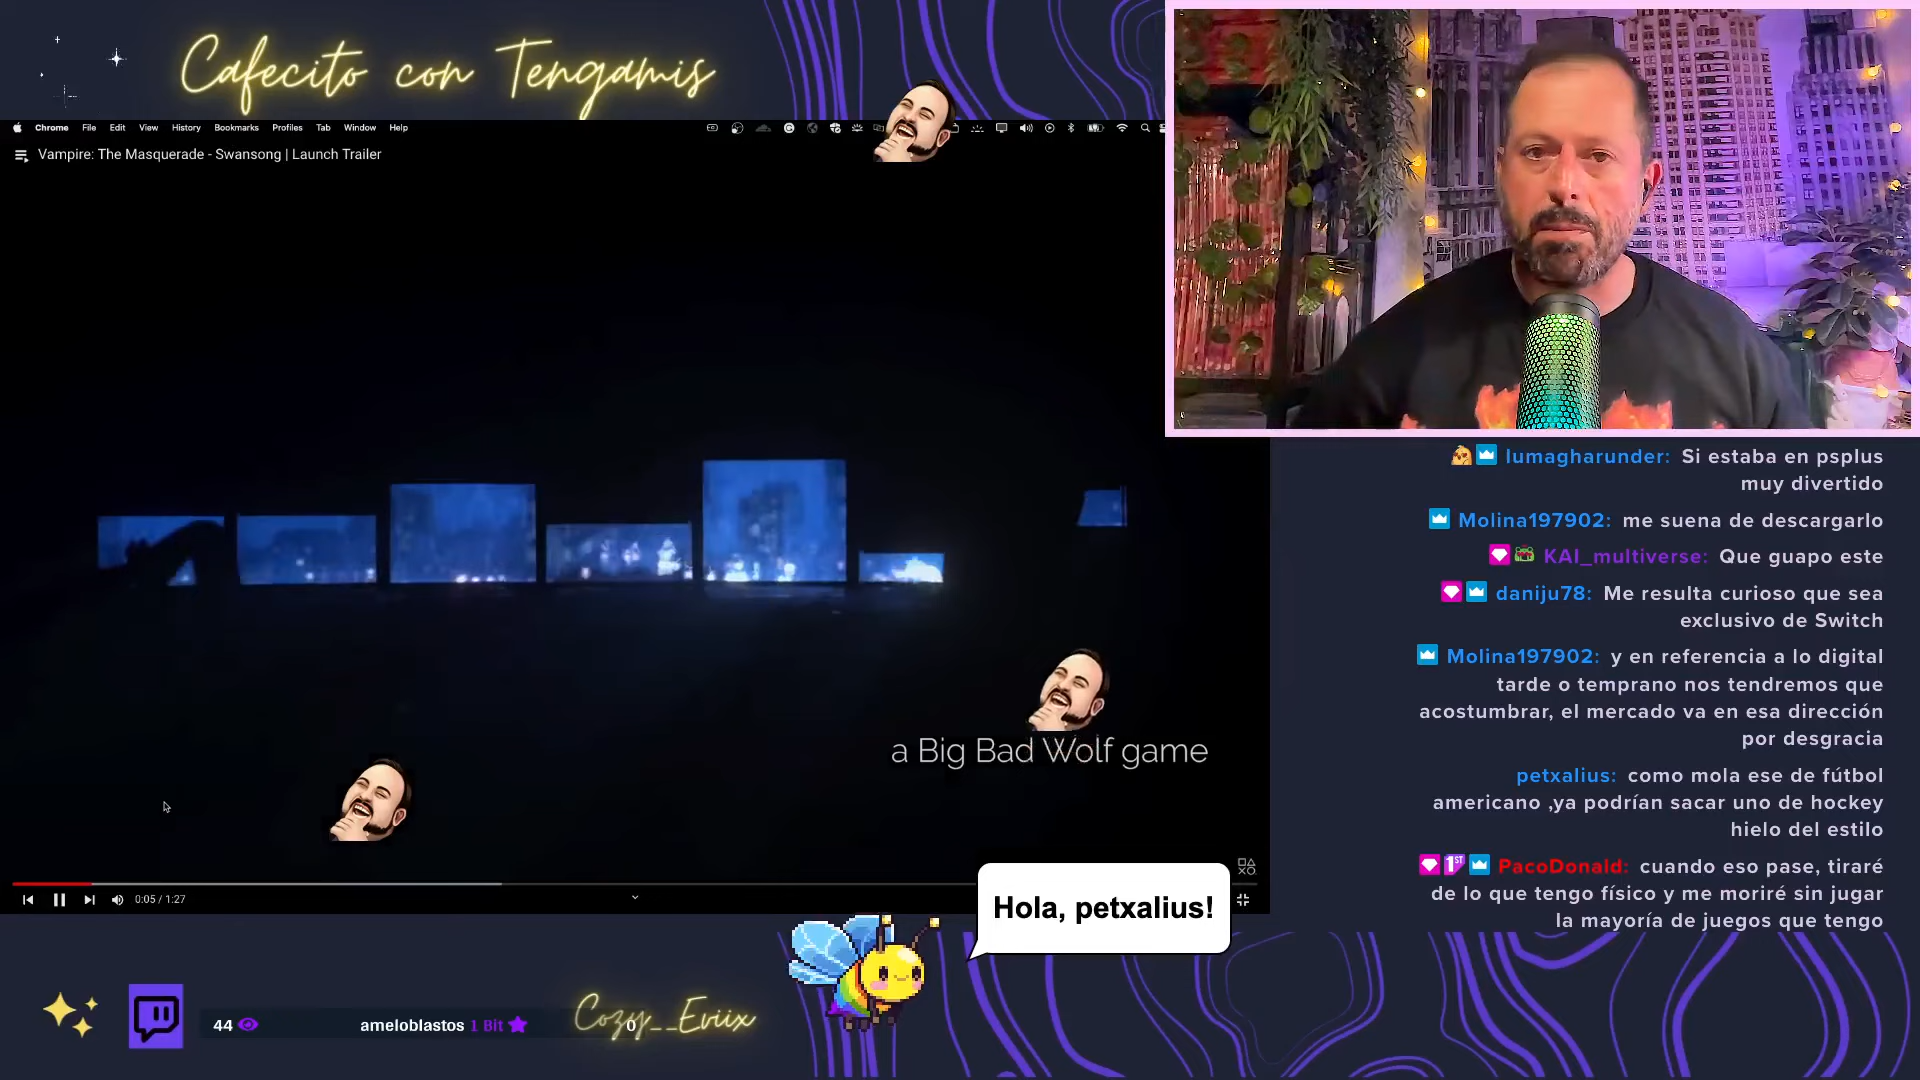 Cafecito con Tengamis
Chrome File Edit View History Bookmarks Profiles Tab Window Help
Vampire: The Masquerade - Swansong | Launch Trailer
a Big Bad Wolf game
0:05 / 1:27
lumagharunder: Si estaba en psplus
muy divertido
Molina197902: me suena de descargarlo
KAI_multiverse: Que guapo este
daniju78: Me resulta curioso que sea
exclusivo de Switch
Molina197902: y en referencia a lo digital
tarde o temprano nos tendremos que
acostumbrar, el mercado va en esa dirección
por desgracia
petxalius: como mola ese de fútbol
americano ,ya podrían sacar uno de hockey
hielo del estilo
1ST PacoDonald: cuando eso pase, tiraré
de lo que tengo físico y me moriré sin jugar
la mayoría de juegos que tengo
Hola, petxalius!
44
ameloblastos 1 Bit
Cozy__Eviix
0